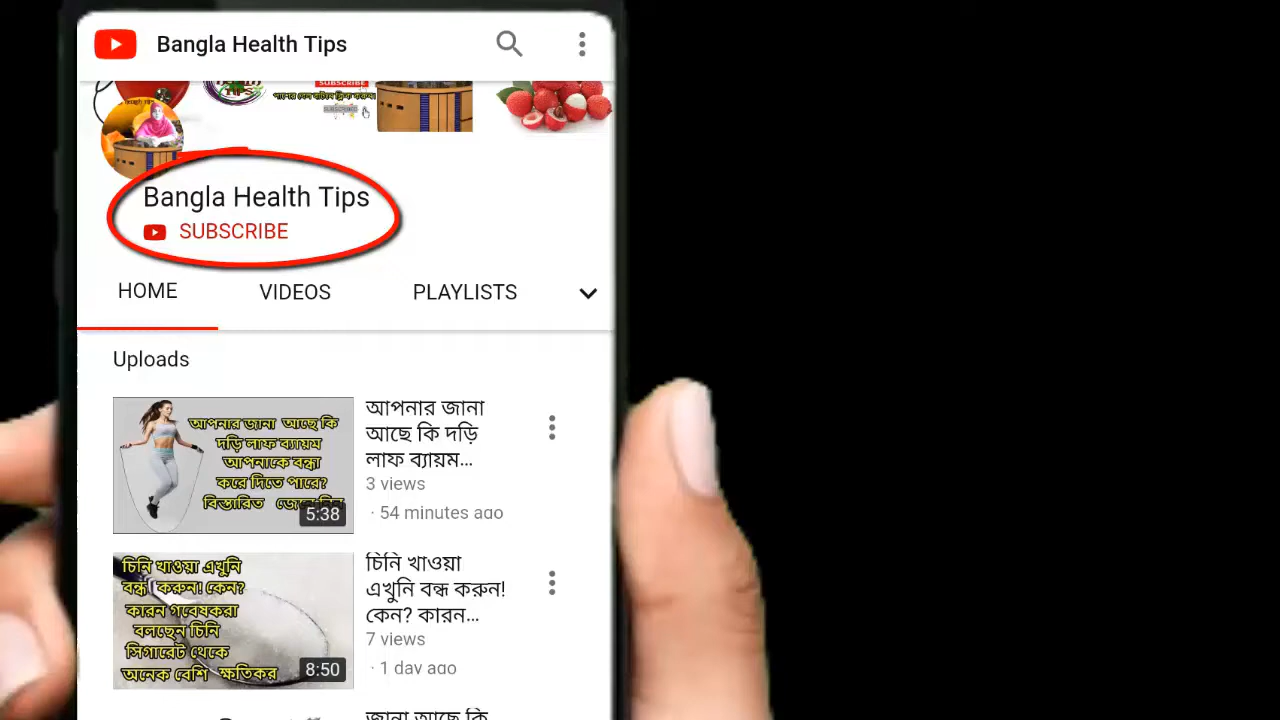 Bangla Health Tips
SUBSCRIBE
Bangla Health Tips
SUBSCRIBE
HOME
VIDEOS
PLAYLISTS
Uploads
আপনার জানা আছে কি
দড়ি লাফ ব্যায়ম
আপনাকে বন্ধা
করে দিতে পারে?
বিস্তারিত
5:38
আপনার জানা
আছে কি দড়ি
লাফ ব্যায়ম...
3 views
· 54 minutes ago
চিনি খাওয়া এখুনি
বন্ধ করুন! কেন?
কারন গবেষকরা
বলছেন চিনি
সিগারেট থেকে
অনেক বেশি ক্ষতিকর
8:50
চিনি খাওয়া
এখুনি বন্ধ করুন!
কেন? কারন...
7 views
· 1 day ago
জানা আছে কি